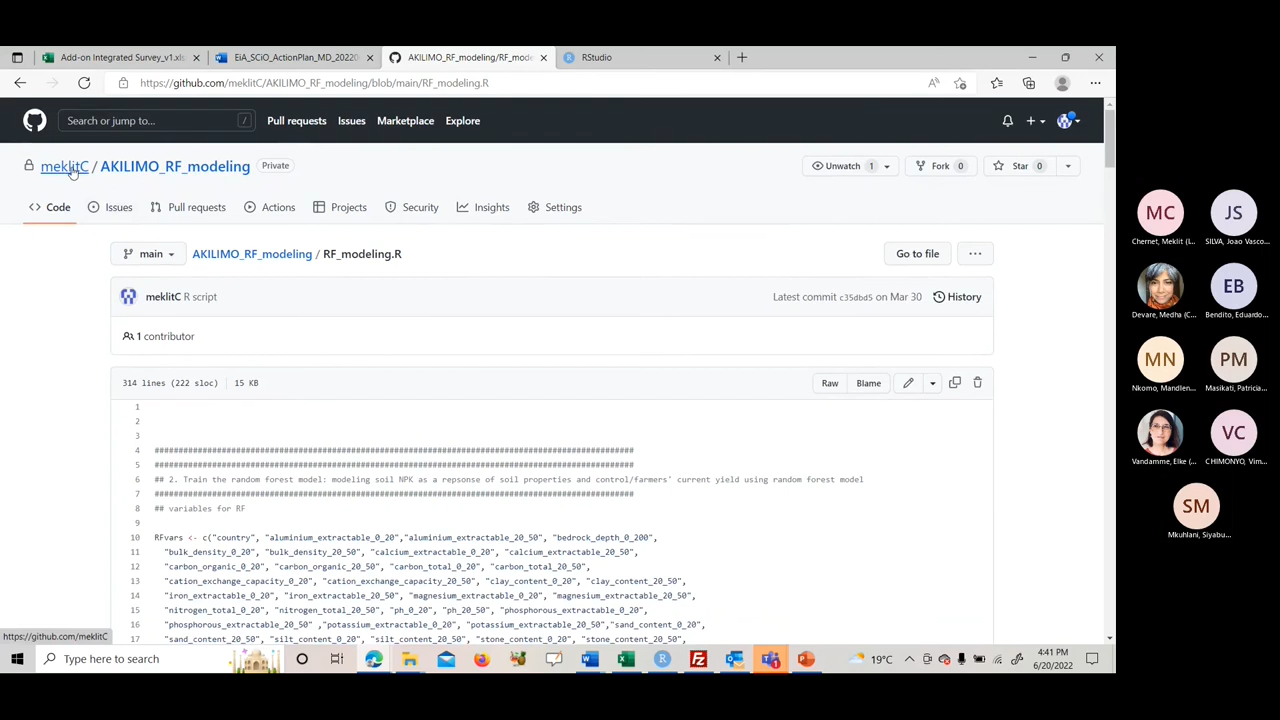 Add-on Integrated Survey_v1.xls
EiA_SCiO_ActionPlan_MD_20220
AKILIMO_RF_modeling/RF_mode
RStudio
https://github.com/meklitC/AKILIMO_RF_modeling/blob/main/RF_modeling.R
Search or jump to...
/
Pull requests
Issues
Marketplace
Explore
meklitC / AKILIMO_RF_modeling
Private
Unwatch 1
Fork 0
Star 0
Code
Issues
Pull requests
Actions
Projects
Security
Insights
Settings
main
AKILIMO_RF_modeling / RF_modeling.R
Go to file
meklitC R script
Latest commit c35dbd5 on Mar 30
History
1 contributor
314 lines (222 sloc) 15 KB
Raw
Blame
1
2
3
4 ####################################################################################################
5 ####################################################################################################
6 ## 2. Train the random forest model: modeling soil NPK as a repsonse of soil properties and control/farmers' current yield using random forest model
7 ####################################################################################################
8 ## variables for RF
9
10 RFvars <- c("country", "aluminium_extractable_0_20","aluminium_extractable_20_50", "bedrock_depth_0_200",
11 "bulk_density_0_20", "bulk_density_20_50", "calcium_extractable_0_20", "calcium_extractable_20_50",
12 "carbon_organic_0_20", "carbon_organic_20_50", "carbon_total_0_20", "carbon_total_20_50",
13 "cation_exchange_capacity_0_20", "cation_exchange_capacity_20_50", "clay_content_0_20", "clay_content_20_50",
14 "iron_extractable_0_20", "iron_extractable_20_50", "magnesium_extractable_0_20", "magnesium_extractable_20_50",
15 "nitrogen_total_0_20", "nitrogen_total_20_50", "ph_0_20", "ph_20_50", "phosphorous_extractable_0_20",
16 "phosphorous_extractable_20_50" ,"potassium_extractable_0_20", "potassium_extractable_20_50","sand_content_0_20",
17 "sand_content_20_50", "silt_content_0_20", "silt_content_20_50", "stone_content_0_20", "stone_content_20_50",
https://github.com/meklitC
Type here to search
19°C
4:41 PM
6/20/2022
MC
Chernet, Meklit (I...
JS
SILVA, Joao Vasco...
Devare, Medha (C...
EB
Bendito, Eduardo...
MN
Nkomo, Mandlen...
PM
Masikati, Patricia...
Vandamme, Elke (...
VC
CHIMONYO, Vim...
SM
Mkuhlani, Siyabu...